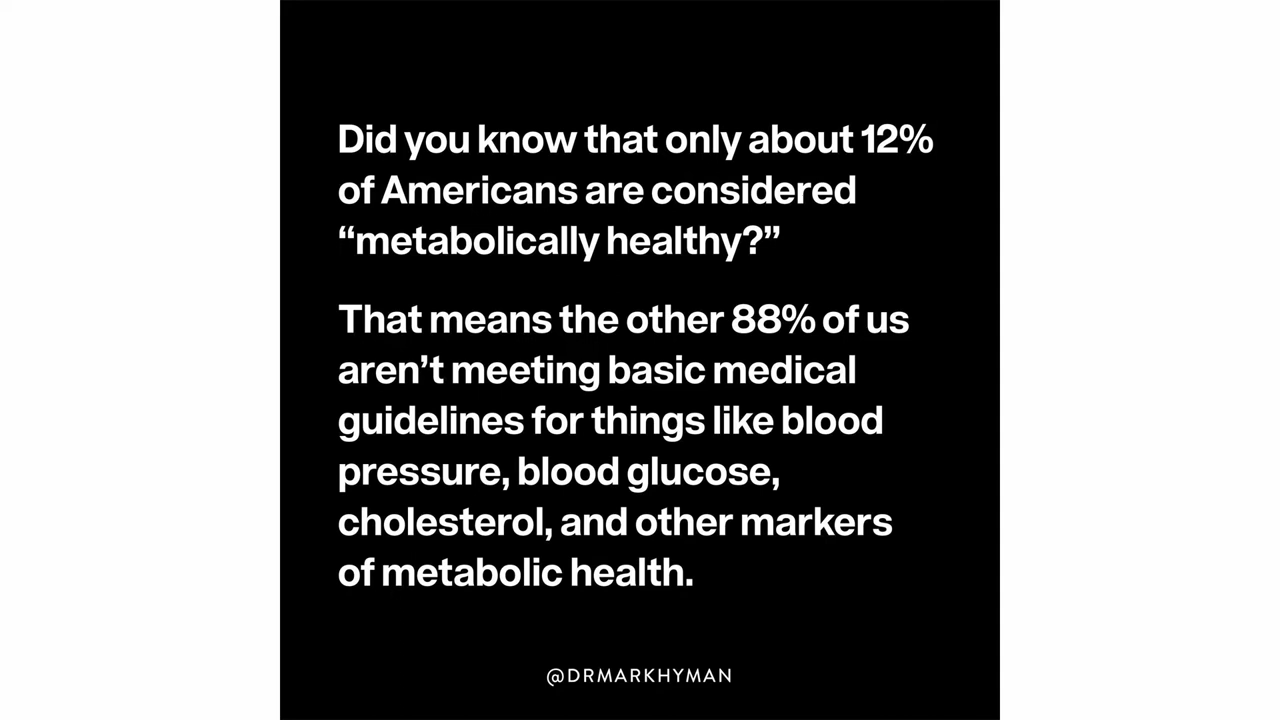 Did you know that only about 12%
of Americans are considered
“metabolically healthy?”
That means the other 88% of us
aren’t meeting basic medical
guidelines for things like blood
pressure, blood glucose,
cholesterol, and other markers
of metabolic health.
@DRMARKHYMAN